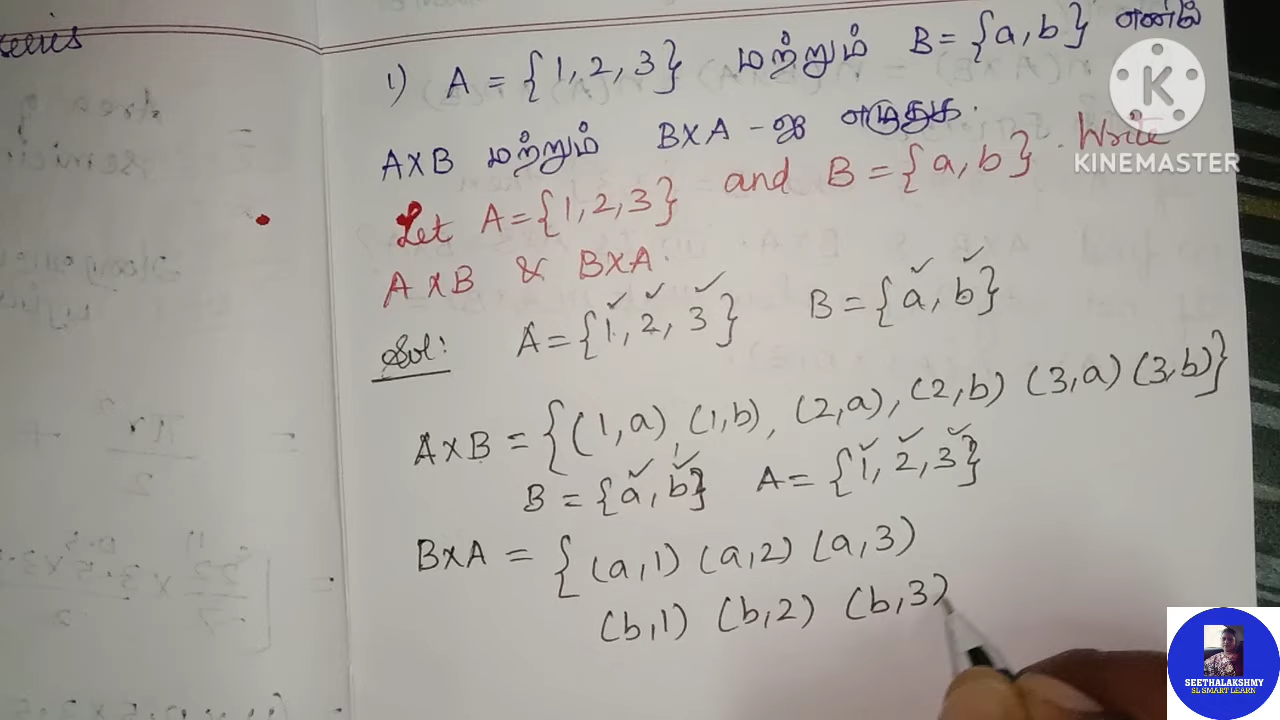 1) A = {1, 2, 3} மற்றும் B = {a, b} எனில்
A×B மற்றும் B×A -ஐ எழுதுக.
Let A = {1, 2, 3} and B = {a, b}. Write
A×B & B×A.
Sol: A = {1, 2, 3} B = {a, b}
A×B = {(1, a), (1, b), (2, a), (2, b) (3, a) (3, b)}
B = {a, b} A = {1, 2, 3}
B×A = { (a, 1) (a, 2) (a, 3)
(b, 1) (b, 2) (b, 3)
K
KINEMASTER
SEETHALAKSHMY
SL SMART LEARN